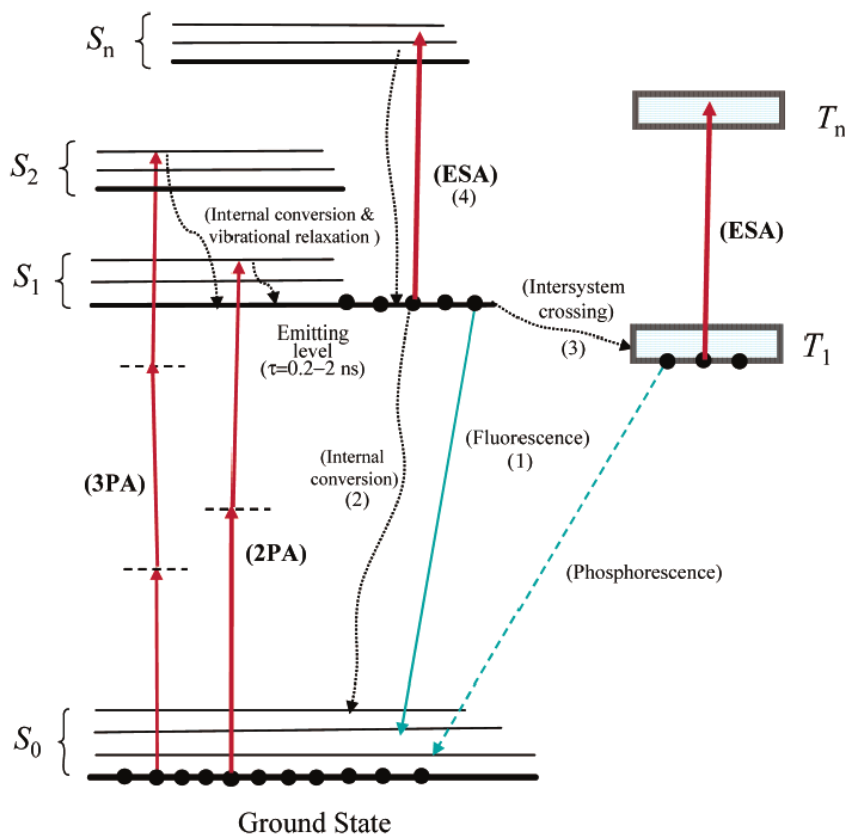 Sn
Tn
S2
(ESA)
(4)
(Internal conversion &
vibrational relaxation )
(ESA)
S1
(Intersystem
crossing)
(3)
Emitting
level
(τ=0.2–2 ns)
T1
(Fluorescence)
(1)
(Internal
conversion)
(2)
(3PA)
(2PA)
(Phosphorescence)
S0
Ground State